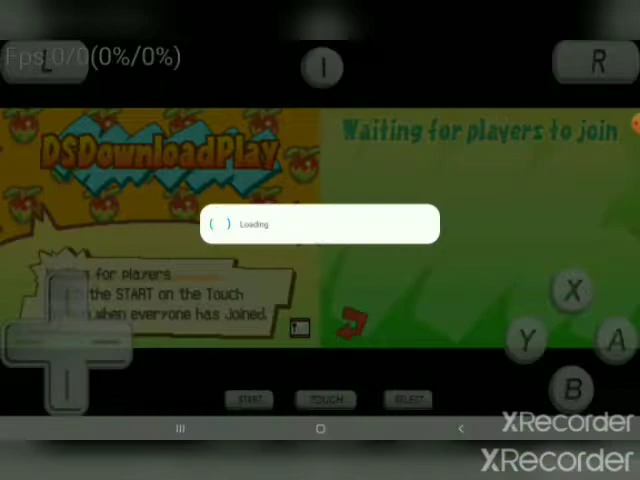 Fps:0/0(0%/0%)
L
R
DSDownloadPlay
Waiting for players to join
Loading
for players
the START on the Touch
when everyone has joined.
X
Y
A
B
START
TOUCH
SELECT
XRecorder
XRecorder